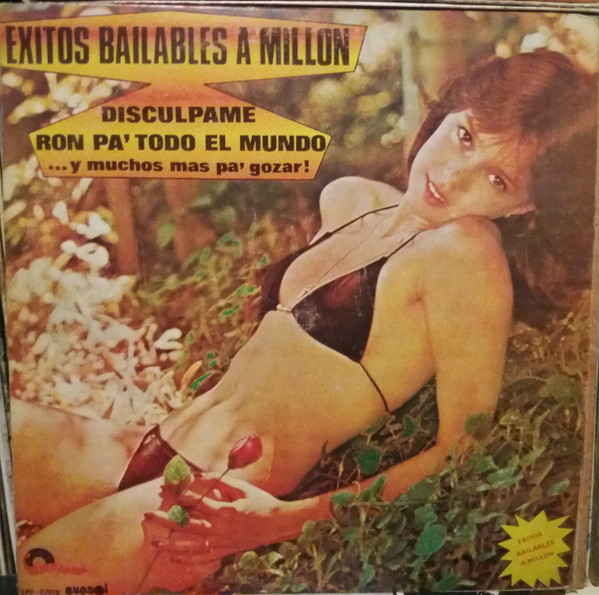 EXITOS BAILABLES A MILLON
DISCULPAME
RON PA' TODO EL MUNDO
...y muchos mas pa' gozar!
EXITOS
BAILABLES
A MILLON